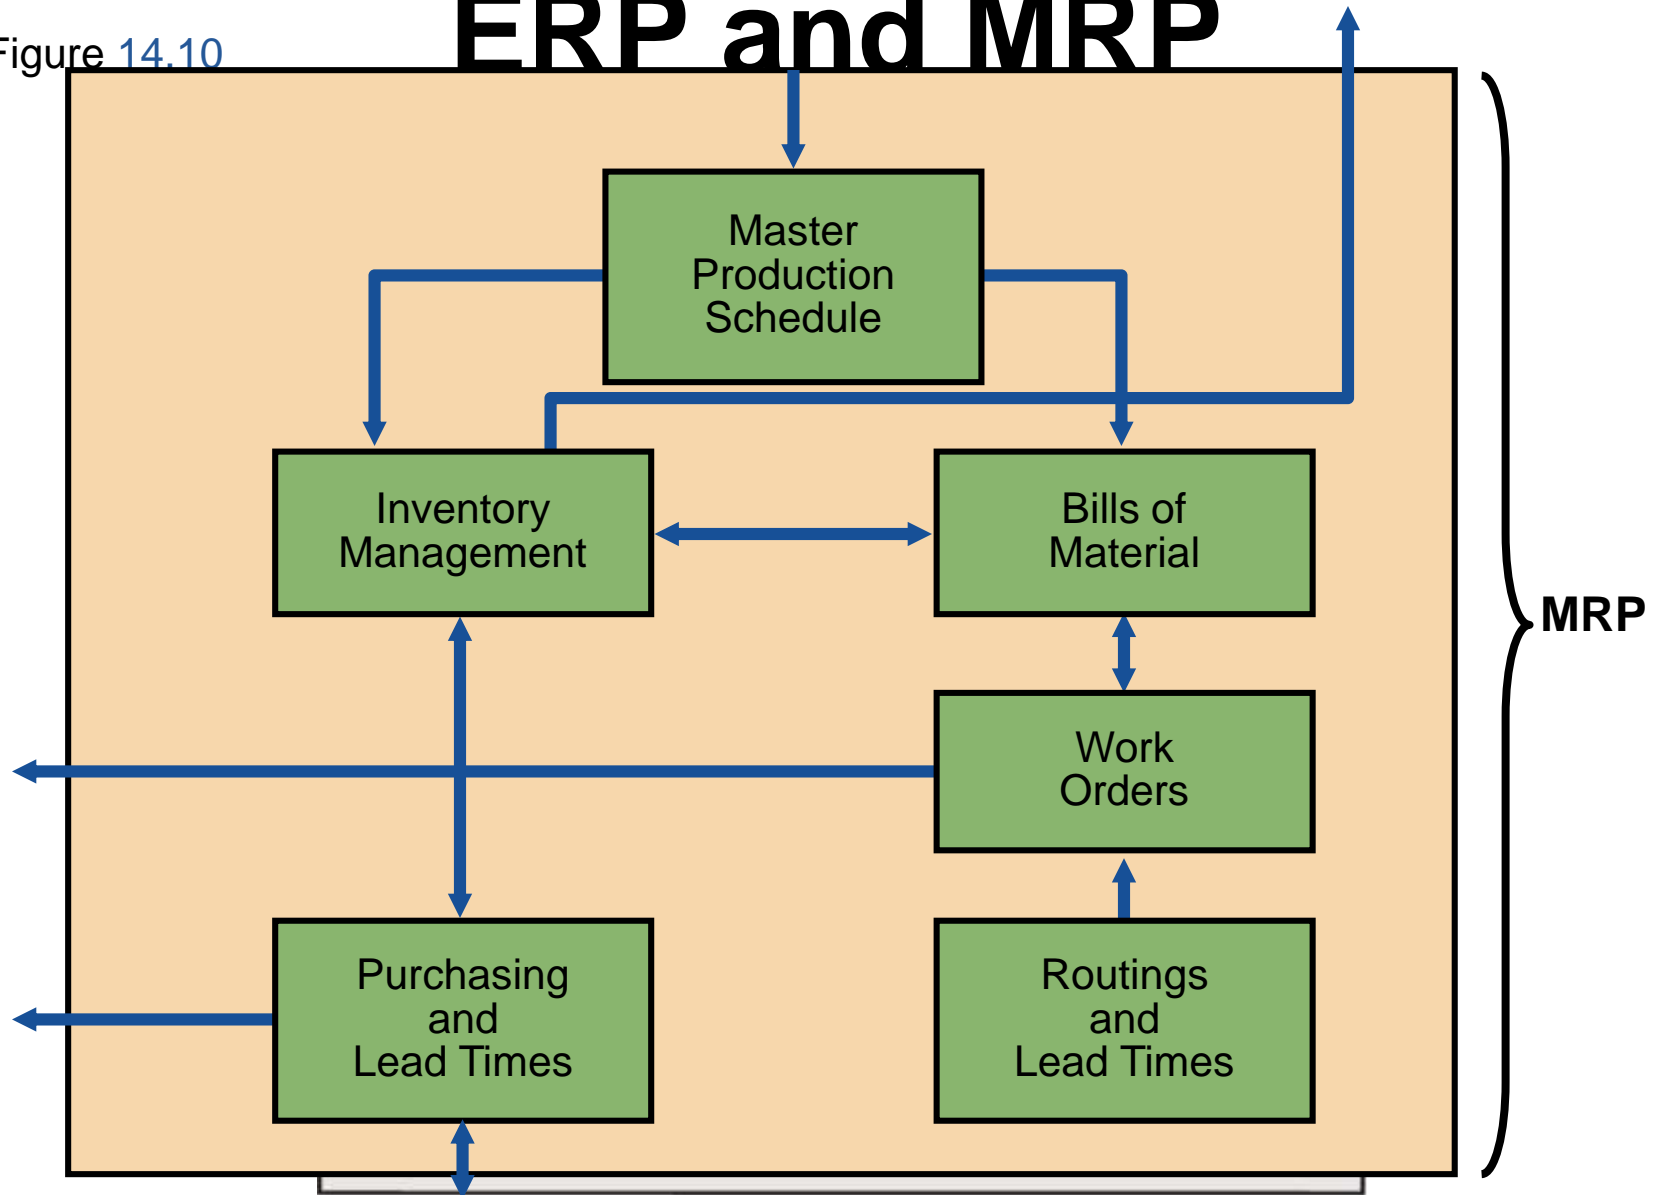 ERP and MRP
Figure 14.10
Master
Production
Schedule
Inventory
Management
Bills of
Material
MRP
Work
Orders
Purchasing
and
Lead Times
Routings
and
Lead Times